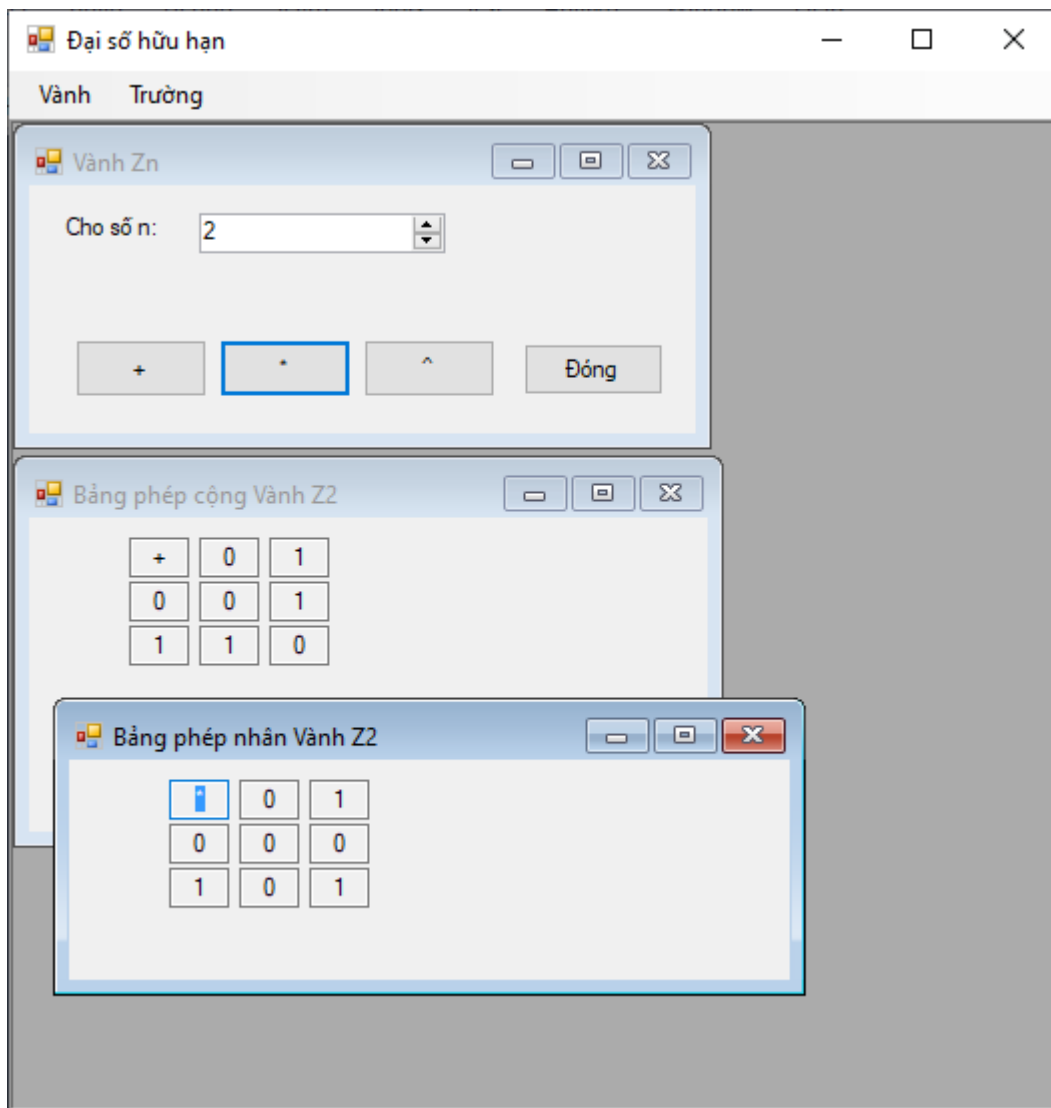 Đại số hữu hạn
Vành Trường
Vành Zn
Cho số n: 2
+ * ^ Đóng
Bảng phép cộng Vành Z2
+ 0 1
0 0 1
1 1 0
Bảng phép nhân Vành Z2
* 0 1
0 0 0
1 0 1